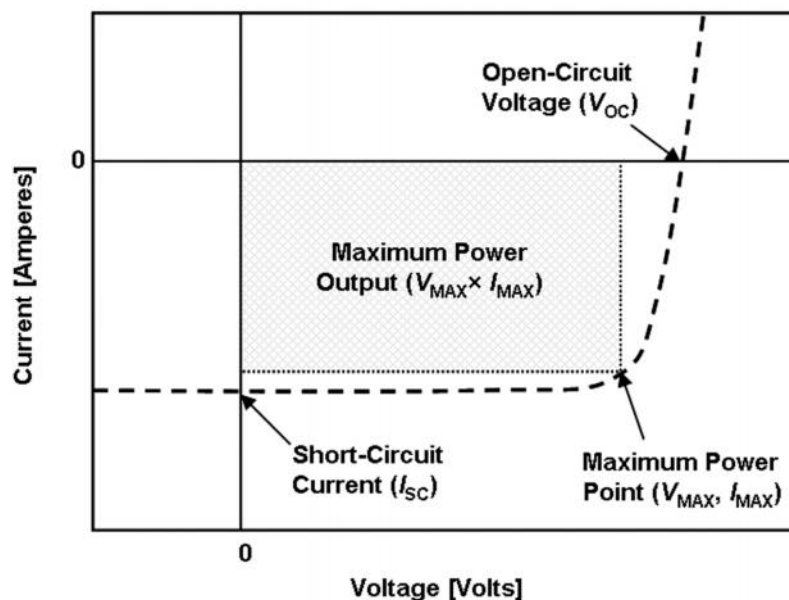 Open-Circuit
Voltage (VOC)
0
Current [Amperes]
Maximum Power
Output (VMAX× IMAX)
Short-Circuit
Current (ISC)
Maximum Power
Point (VMAX, IMAX)
0
Voltage [Volts]